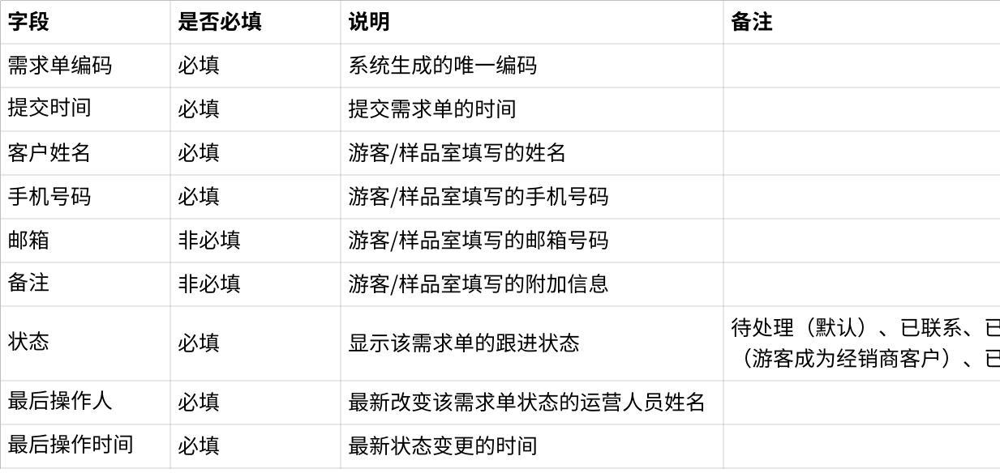 字段 是否必填 说明 备注
需求单编码 必填 系统生成的唯一编码
提交时间 必填 提交需求单的时间
客户姓名 必填 游客/样品室填写的姓名
手机号码 必填 游客/样品室填写的手机号码
邮箱 非必填 游客/样品室填写的邮箱号码
备注 非必填 游客/样品室填写的附加信息
状态 必填 显示该需求单的跟进状态 待处理（默认）、已联系、已
（游客成为经销商客户）、已
最后操作人 必填 最新改变该需求单状态的运营人员姓名
最后操作时间 必填 最新状态变更的时间